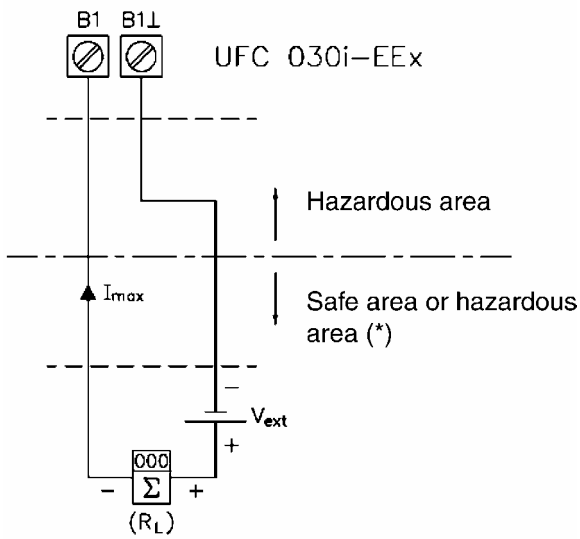 B1 B1⊥
UFC 030i-EEx
Hazardous area
Imax
Safe area or hazardous
area (*)
−
Vext
+
000
− Σ +
(RL)